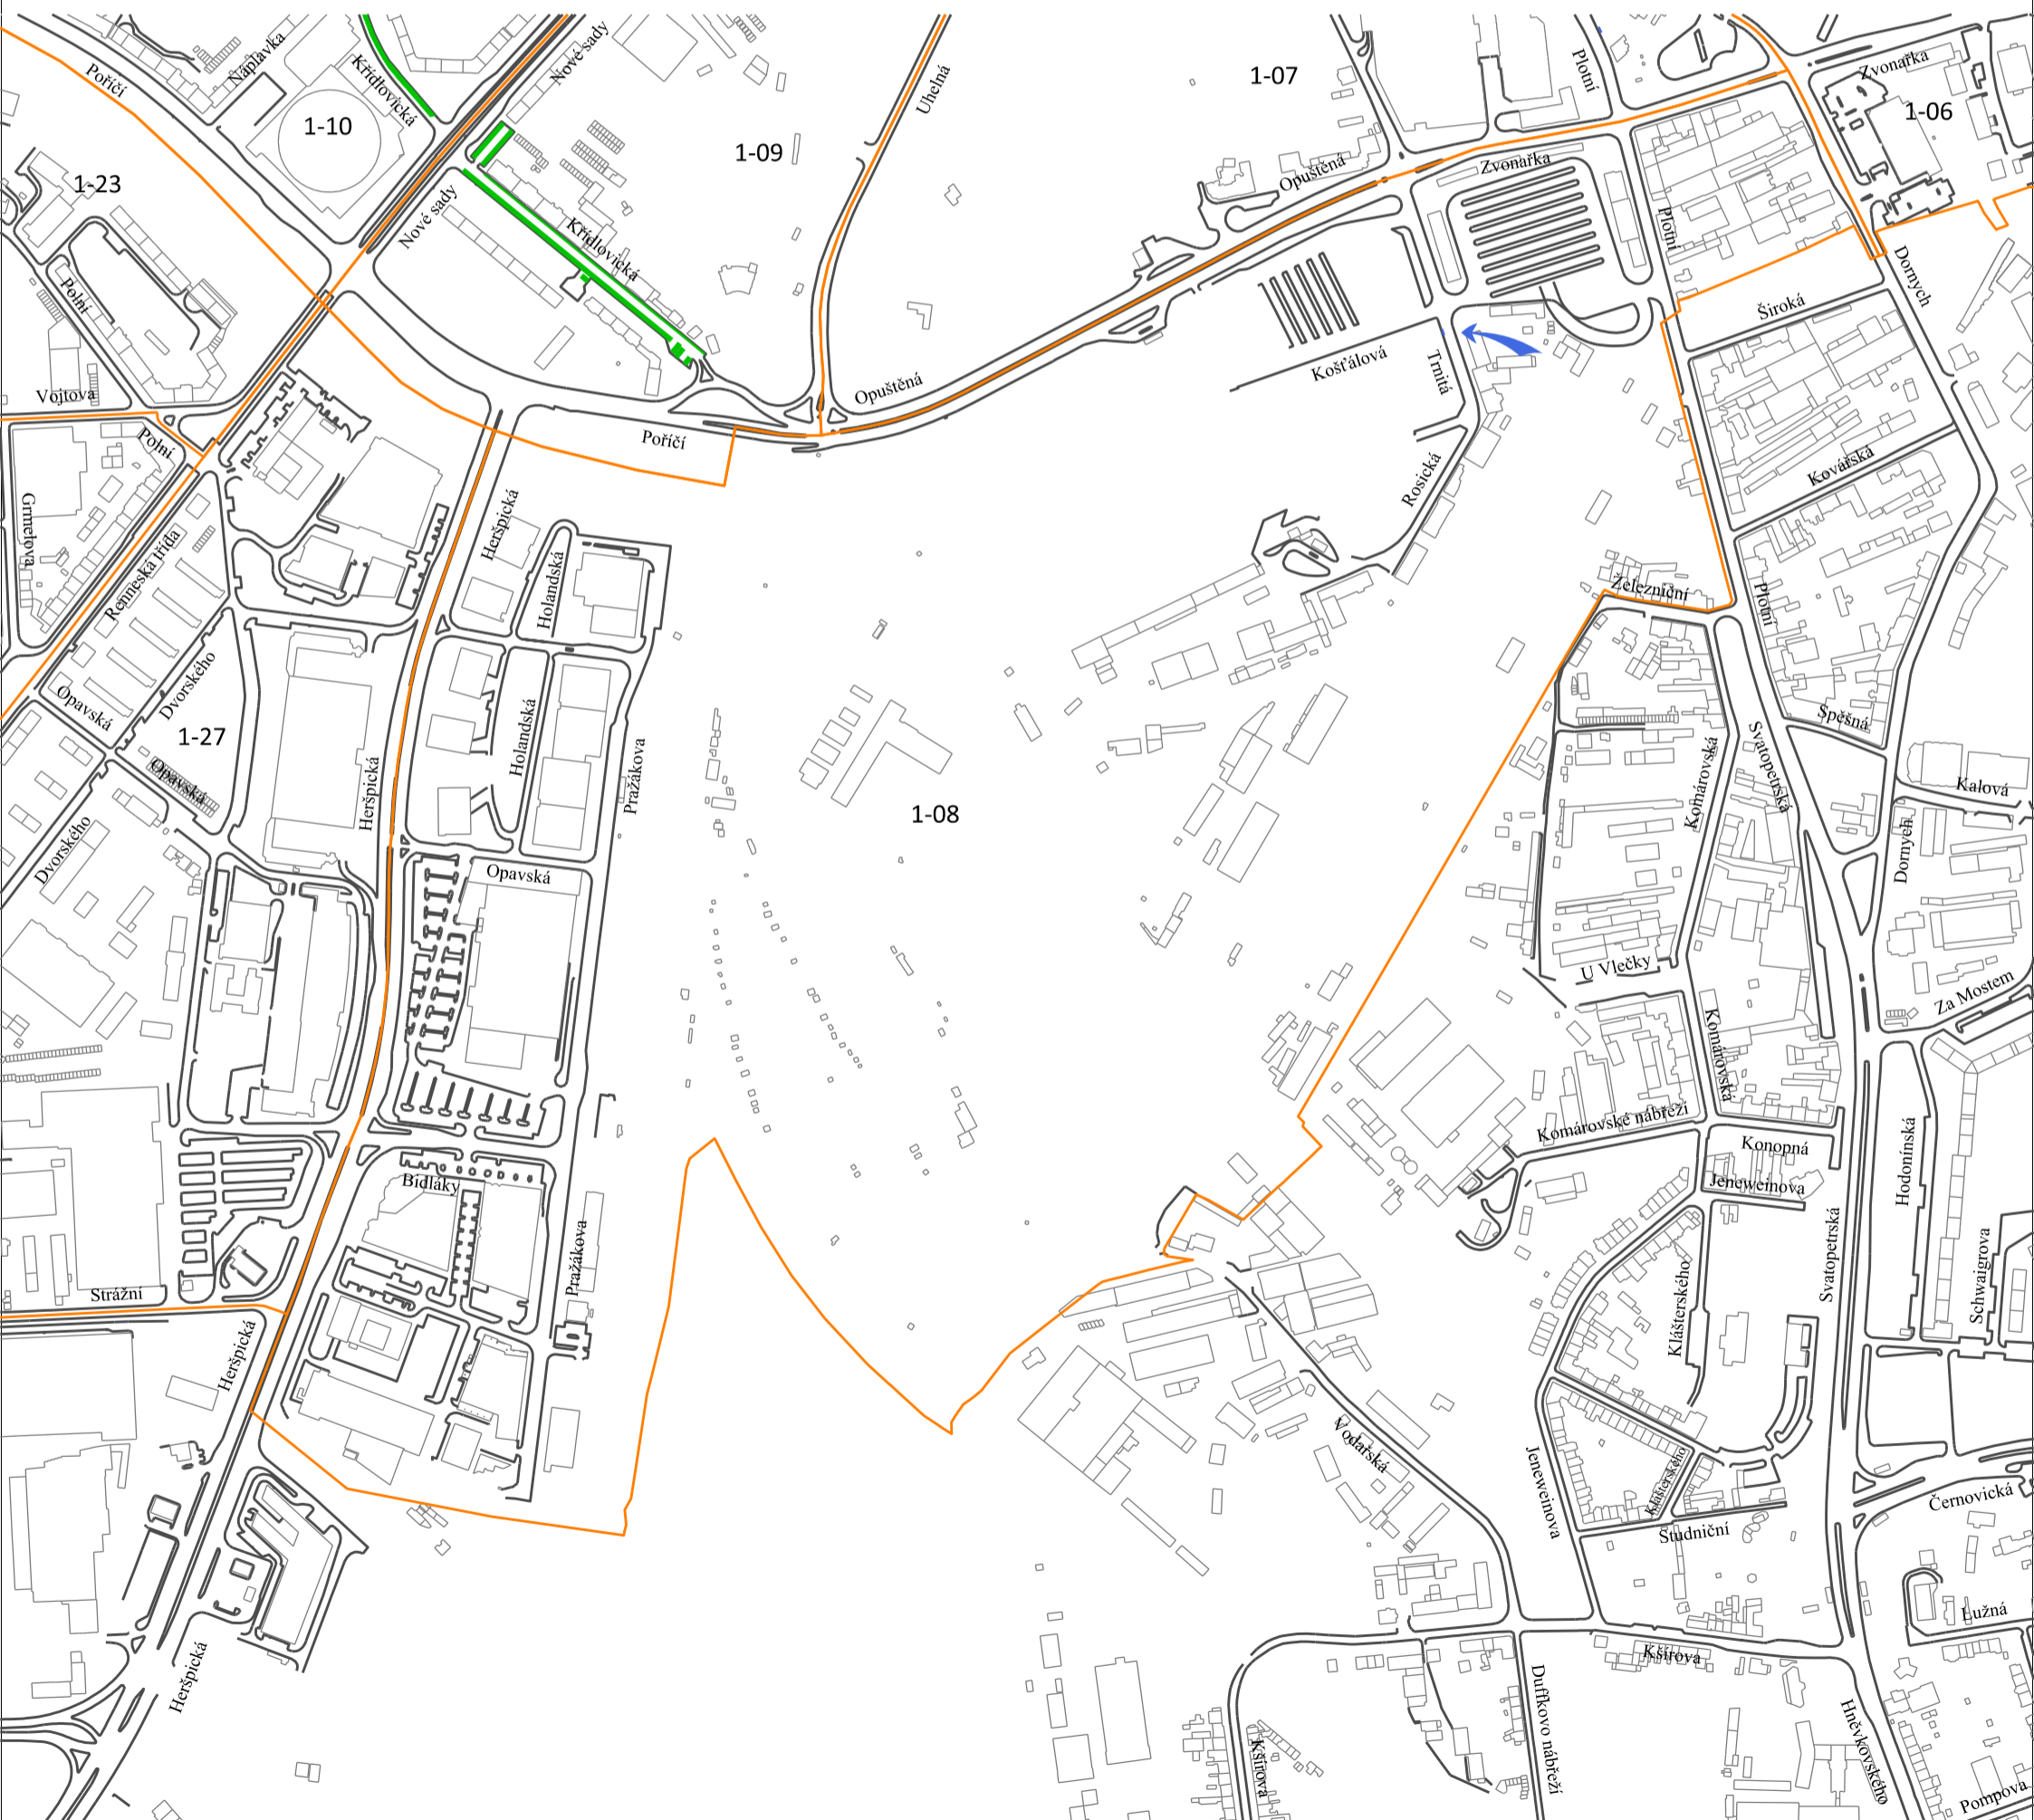 Nové sady
Náplavka
Poříčí
Křídlovická
1-10
1-23
1-09
Uhelná
1-07
Plotní
Zvonařka
1-06
Opuštěná
Zvonařka
Nové sady
Křídlovická
Plotní
Dornych
Polní
Široká
Košťálová
Trnitá
Vojtova
Opuštěná
Polní
Poříčí
Kovářská
Rosická
Grmelova
Heršpická
Renneská třída
Holandská
Železniční
Plotní
Dvorského
Opavská
1-27
Holandská
Spěšná
Svatopetrská
Komárovská
Heršpická
Pražákova
Opavská
Kalová
1-08
Dvorského
Dornych
Opavská
U Vlečky
Za Mostem
Komárovská
Komárovské nábřeží
Konopná
Jeneweinova
Hodonínská
Bidláky
Pražákova
Svatopetrská
Schwaigrova
Klášterského
Strážní
Heršpická
Vodařská
Klášterského
Jeneweinova
Černovická
Studniční
Lužná
Kšírova
Heršpická
Duffkovo nábřeží
Hněvkovského
Kšírova
Pompova